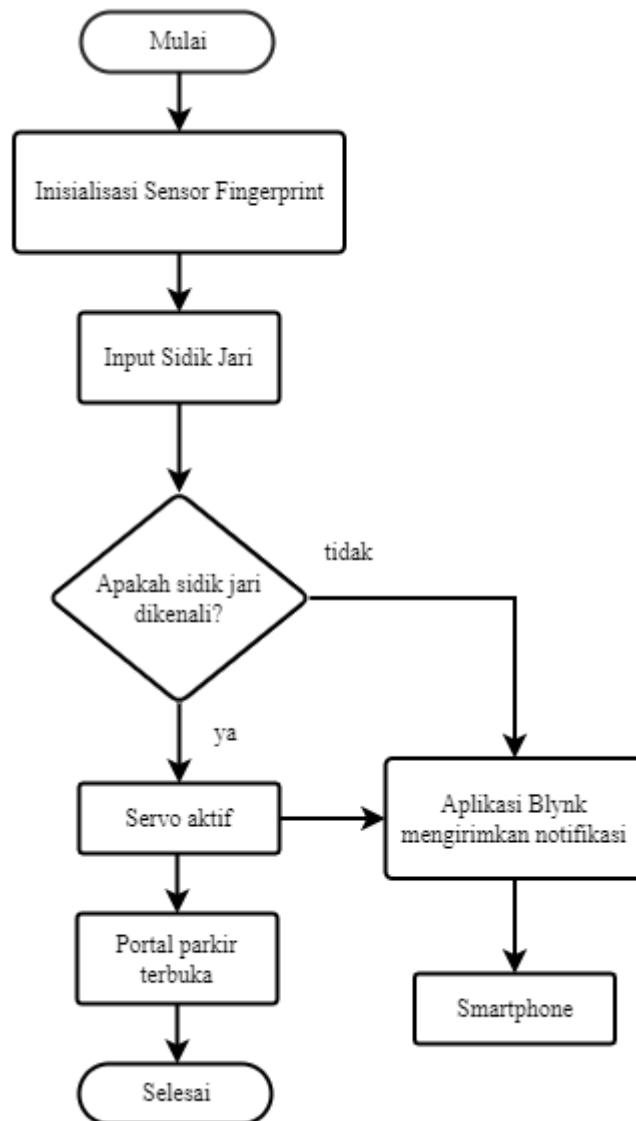 Mulai
Inisialisasi Sensor Fingerprint
Input Sidik Jari
Apakah sidik jari
dikenali?
tidak
ya
Servo aktif
Aplikasi Blynk
mengirimkan notifikasi
Portal parkir
terbuka
Smartphone
Selesai